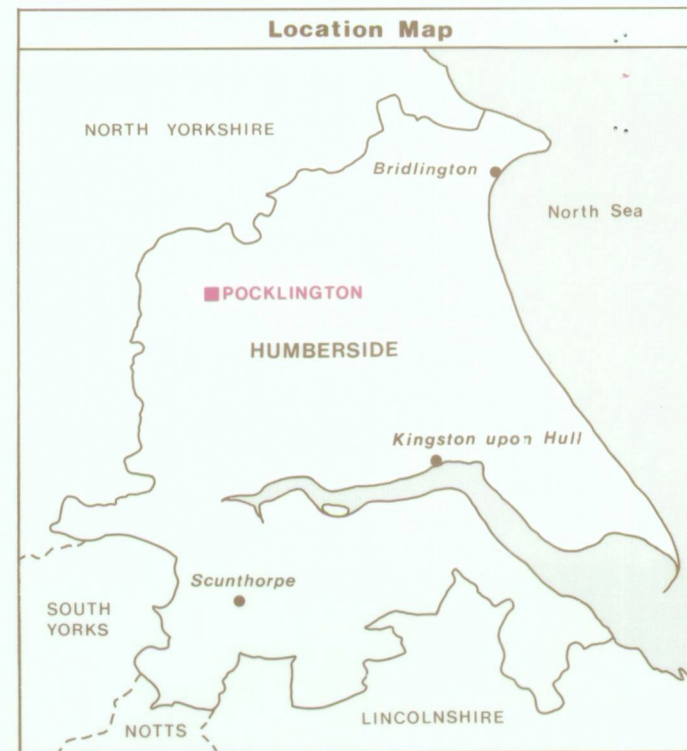 Location Map
NORTH YORKSHIRE
Bridlington
North Sea
POCKLINGTON
HUMBERSIDE
Kingston upon Hull
Scunthorpe
SOUTH
YORKS
LINCOLNSHIRE
NOTTS